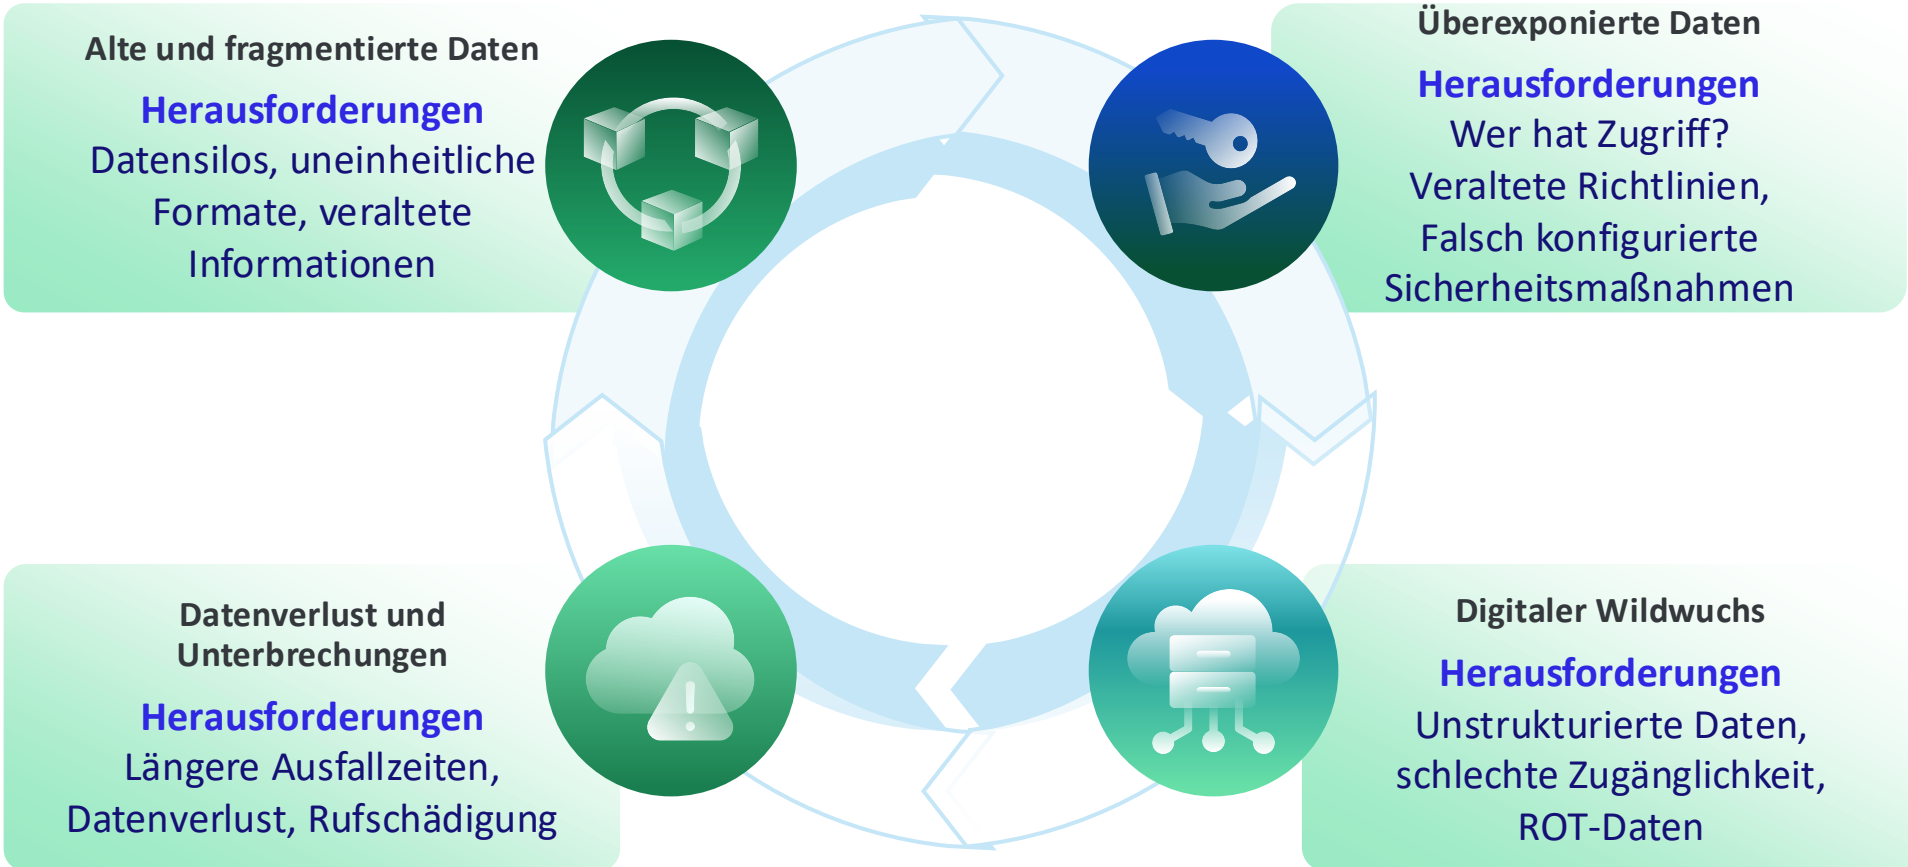 Alte und fragmentierte Daten
Herausforderungen
Datensilos, uneinheitliche
Formate, veraltete
Informationen
Überexponierte Daten
Herausforderungen
Wer hat Zugriff?
Veraltete Richtlinien,
Falsch konfigurierte
Sicherheitsmaßnahmen
Datenverlust und
Unterbrechungen
Herausforderungen
Längere Ausfallzeiten,
Datenverlust, Rufschädigung
Digitaler Wildwuchs
Herausforderungen
Unstrukturierte Daten,
schlechte Zugänglichkeit,
ROT-Daten